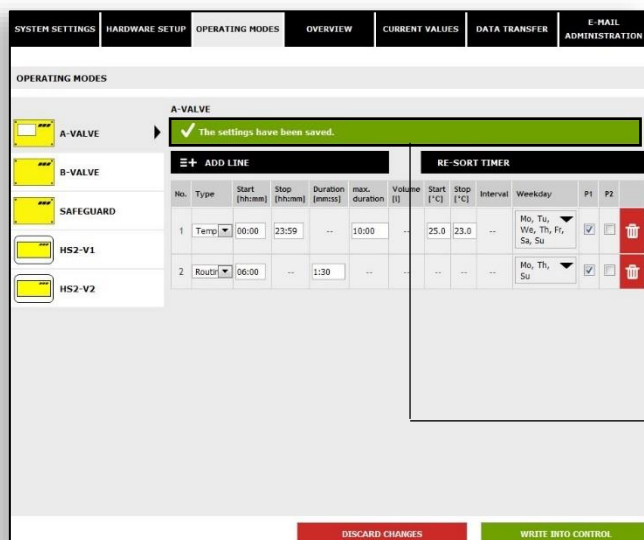 SYSTEM SETTINGS HARDWARE SETUP OPERATING MODES OVERVIEW CURRENT VALUES DATA TRANSFER E-MAIL ADMINISTRATION
OPERATING MODES
A-VALVE
B-VALVE
SAFEGUARD
HS2-V1
HS2-V2
A-VALVE
The settings have been saved.
ADD LINE RE-SORT TIMER
No. Type Start [hh:mm] Stop [hh:mm] Duration [mm:ss] max. duration Volume [l] Start [°C] Stop [°C] Interval Weekday P1 P2
1 Temp 00:00 23:59 -- 10:00 -- 25.0 23.0 -- Mo, Tu, We, Th, Fr, Sa, Su
2 Routin 06:00 -- 1:30 -- -- -- -- -- Mo, Th, Su
DISCARD CHANGES WRITE INTO CONTROL